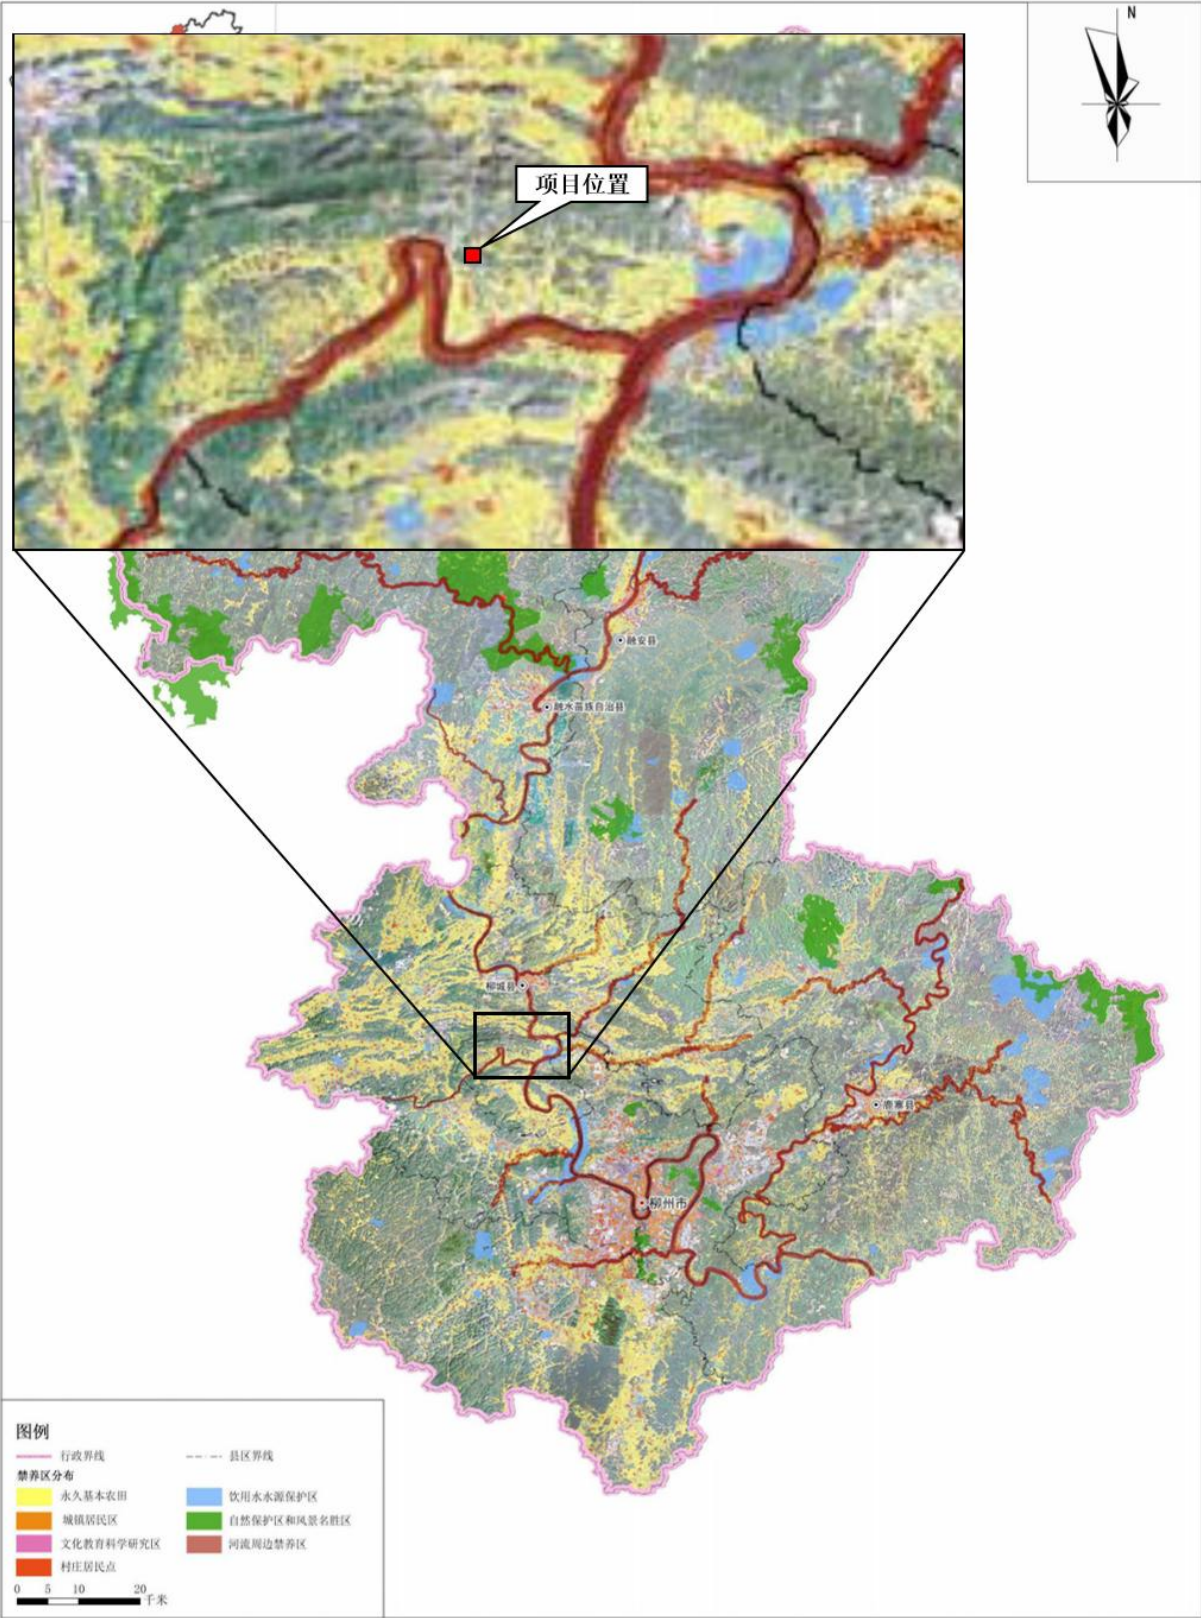 N
项目位置
融安县
融水苗族自治县
柳城县
鹿寨县
柳州市
图例
行政界线
县区界线
禁养区分布
永久基本农田
饮用水水源保护区
城镇居民区
自然保护区和风景名胜区
文化教育科学研究区
河流周边禁养区
村庄居民点
0 5 10 20
千米